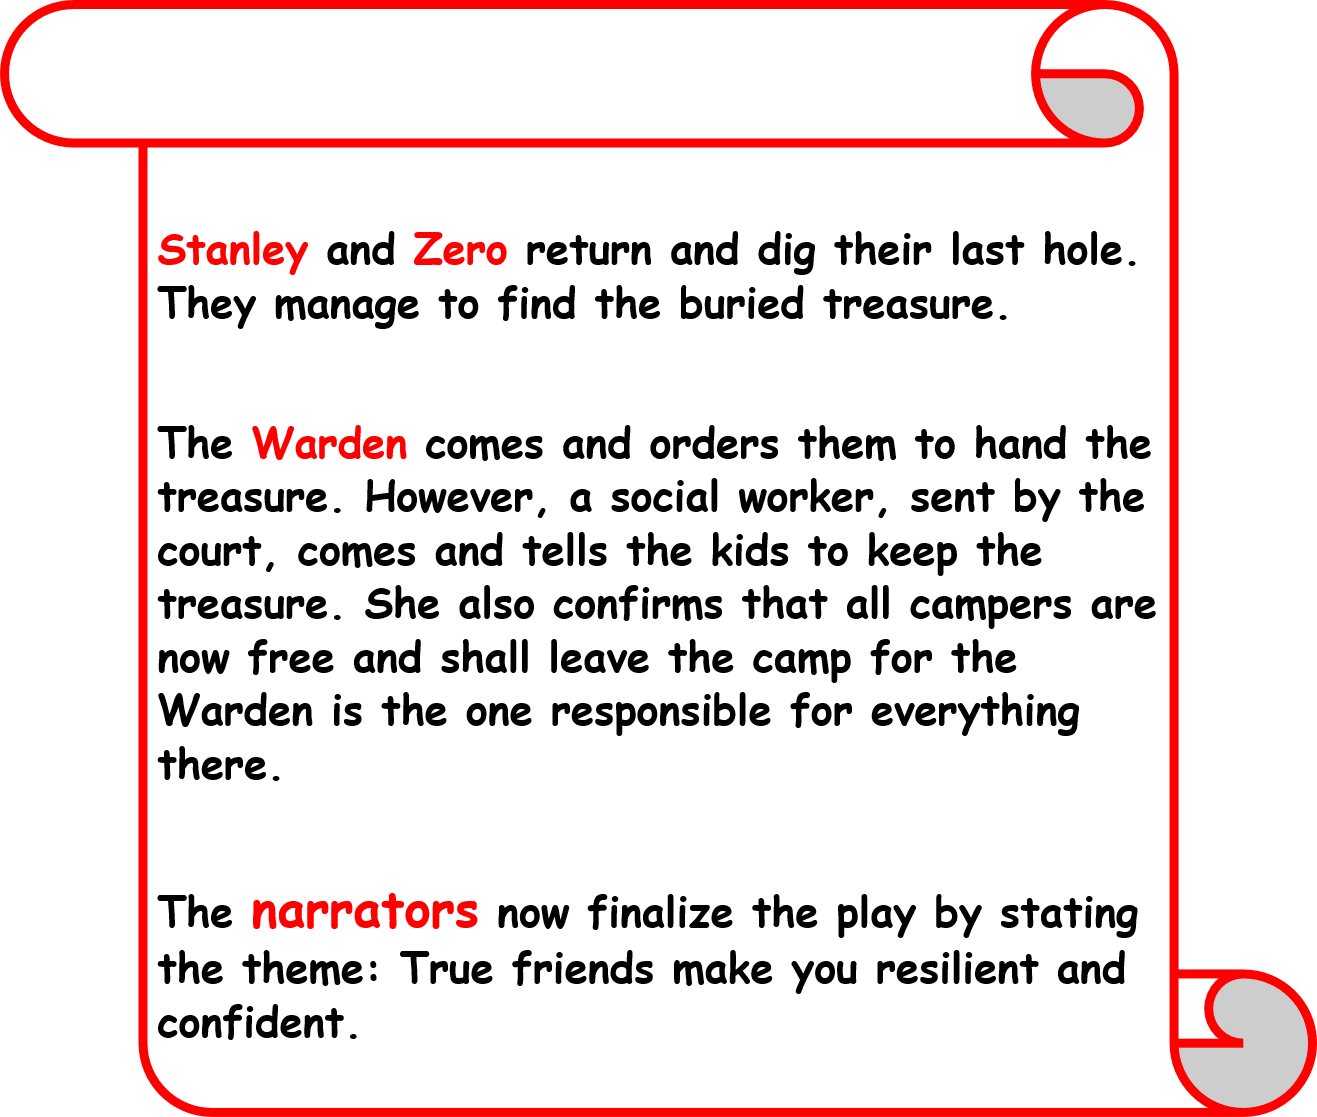 Stanley and Zero return and dig their last hole.
They manage to find the buried treasure.
The Warden comes and orders them to hand the
treasure. However, a social worker, sent by the
court, comes and tells the kids to keep the
treasure. She also confirms that all campers are
now free and shall leave the camp for the
Warden is the one responsible for everything
there.
The narrators now finalize the play by stating
the theme: True friends make you resilient and
confident.